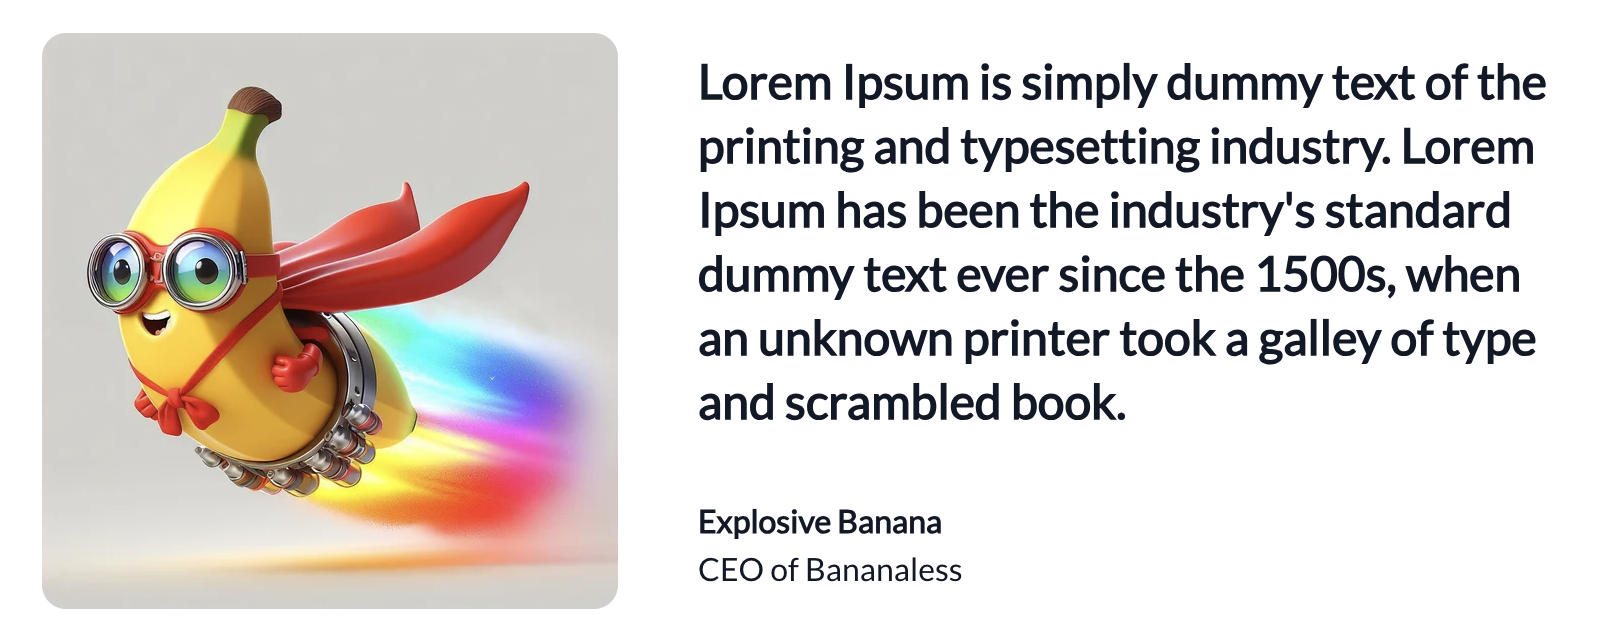 Lorem Ipsum is simply dummy text of the
printing and typesetting industry. Lorem
Ipsum has been the industry's standard
dummy text ever since the 1500s, when
an unknown printer took a galley of type
and scrambled book.
Explosive Banana
CEO of Bananaless